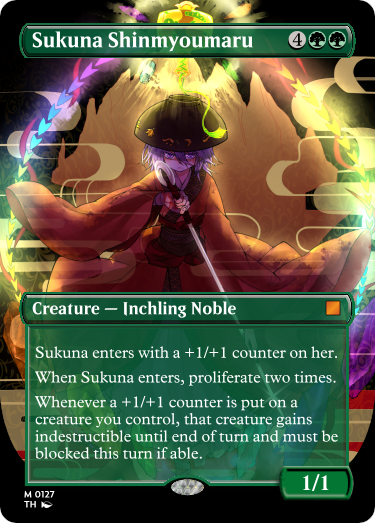 Sukuna Shinmyoumaru 4
Creature — Inchling Noble
Sukuna enters with a +1/+1 counter on her.
When Sukuna enters, proliferate two times.
Whenever a +1/+1 counter is put on a
creature you control, that creature gains
indestructible until end of turn and must be
blocked this turn if able.
1/1
M 0127
TH